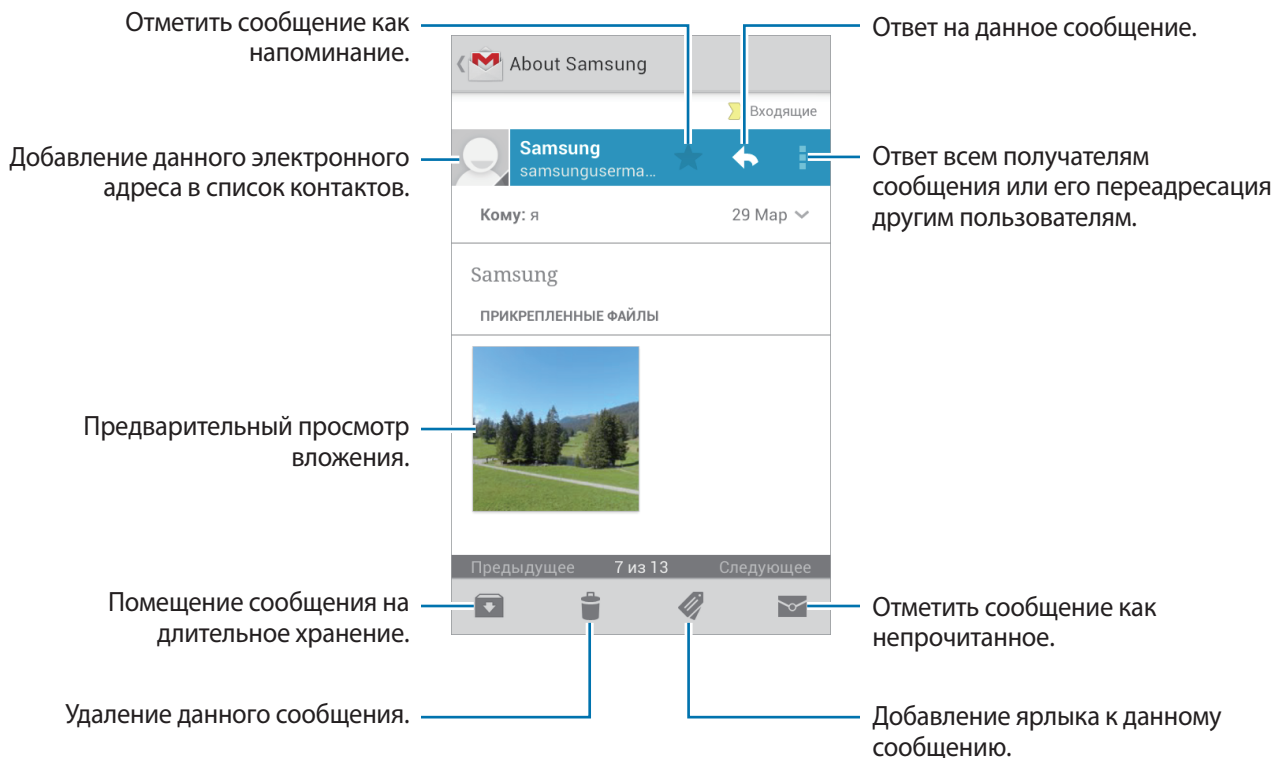 Отметить сообщение как
напоминание.
Ответ на данное сообщение.
About Samsung
Входящие
Добавление данного электронного
адреса в список контактов.
Samsung
samsunguserma...
Ответ всем получателям
сообщения или его переадресация
другим пользователям.
Кому: я
29 Мар
Samsung
ПРИКРЕПЛЕННЫЕ ФАЙЛЫ
Предварительный просмотр
вложения.
Предыдущее 7 из 13 Следующее
Помещение сообщения на
длительное хранение.
Отметить сообщение как
непрочитанное.
Удаление данного сообщения.
Добавление ярлыка к данному
сообщению.